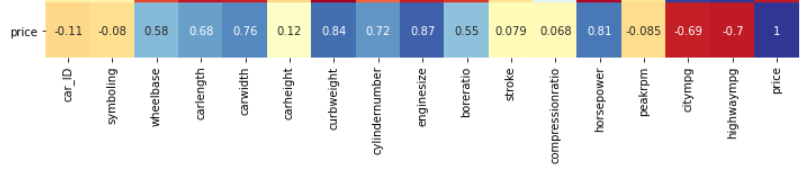 price -0.11 -0.08 0.58 0.68 0.76 0.12 0.84 0.72 0.87 0.55 0.079 0.068 0.81 -0.085 -0.69 -0.7 1
car_ID
symboling
wheelbase
carlength
carwidth
carheight
curbweight
cylindernumber
enginesize
boreratio
stroke
compressionratio
horsepower
peakrpm
citympg
highwaympg
price